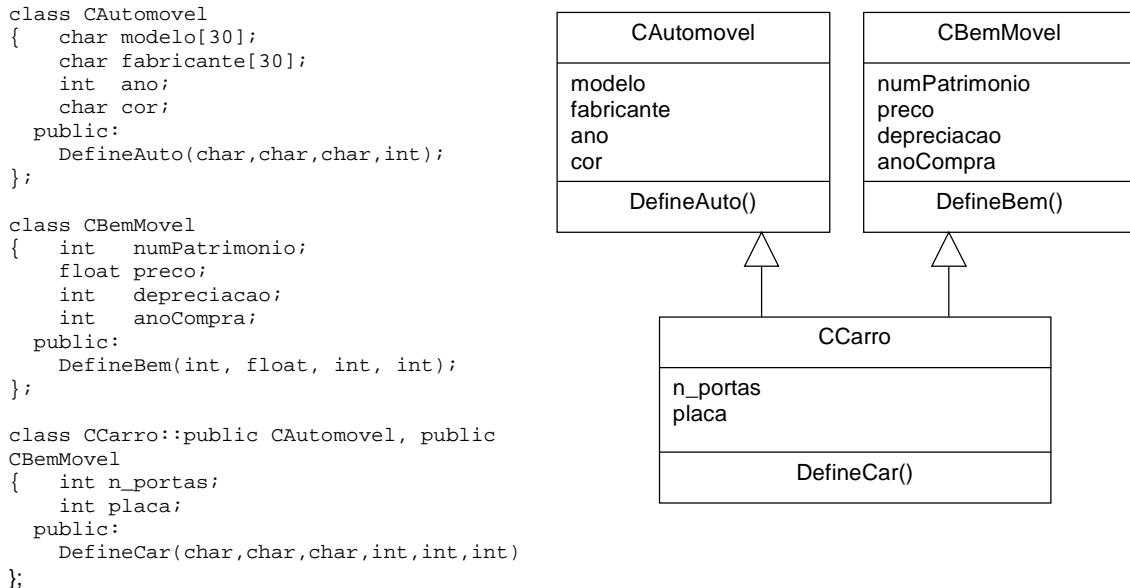 class CAutomovel
{ char modelo[30];
char fabricante[30];
int ano;
char cor;
public:
DefineAuto(char,char,char,int);
};
class CBemMovel
{ int numPatrimonio;
float preco;
int depreciacao;
int anoCompra;
public:
DefineBem(int, float, int, int);
};
class CCarro::public CAutomovel, public
CBemMovel
{ int n_portas;
int placa;
public:
DefineCar(char,char,char,int,int,int)
};
CAutomovel
modelo
fabricante
ano
cor
DefineAuto()
CBemMovel
numPatrimonio
preco
depreciacao
anoCompra
DefineBem()
CCarro
n_portas
placa
DefineCar()